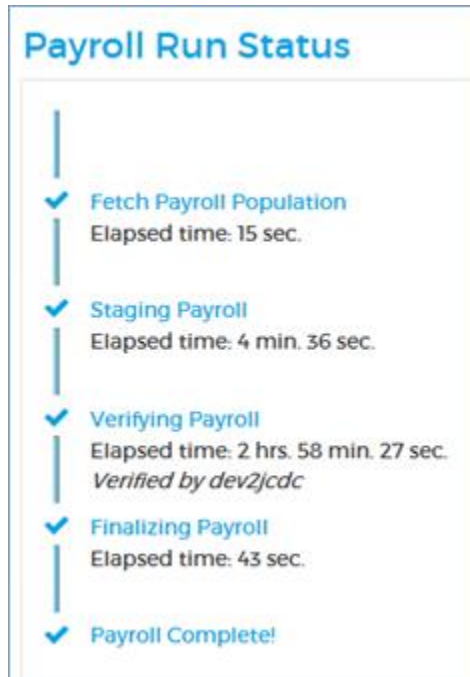 Payroll Run Status
Fetch Payroll Population
Elapsed time: 15 sec.
Staging Payroll
Elapsed time: 4 min. 36 sec.
Verifying Payroll
Elapsed time: 2 hrs. 58 min. 27 sec.
Verified by dev2jcdc
Finalizing Payroll
Elapsed time: 43 sec.
Payroll Complete!